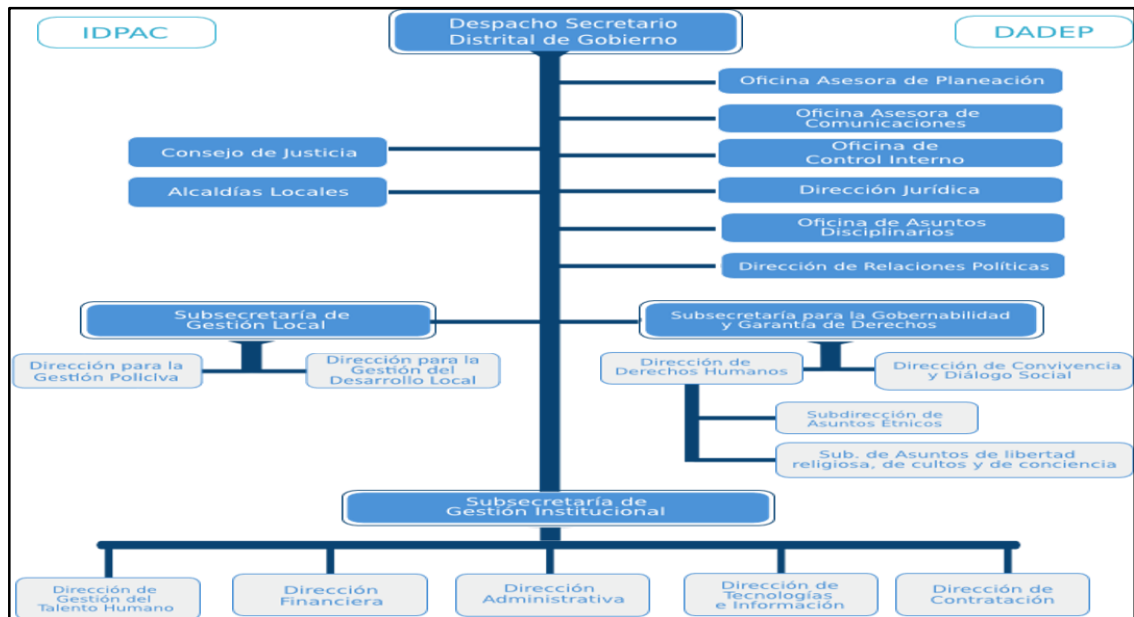 IDPAC
Despacho Secretario
Distrital de Gobierno
DADEP
Oficina Asesora de Planeación
Oficina Asesora de
Comunicaciones
Consejo de Justicia
Oficina de
Control Interno
Alcaldías Locales
Dirección Jurídica
Oficina de Asuntos
Disciplinarios
Dirección de Relaciones Políticas
Subsecretaría de
Gestión Local
Subsecretaría para la Gobernabilidad
y Garantía de Derechos
Dirección para la
Gestión Policiva
Dirección para la
Gestión del
Desarrollo Local
Dirección de
Derechos Humanos
Dirección de Convivencia
y Diálogo Social
Subdirección de
Asuntos Étnicos
Sub. de Asuntos de libertad
religiosa, de cultos y de conciencia
Subsecretaría de
Gestión Institucional
Dirección de
Gestión del
Talento Humano
Dirección
Financiera
Dirección
Administrativa
Dirección de
Tecnologías
e Información
Dirección de
Contratación